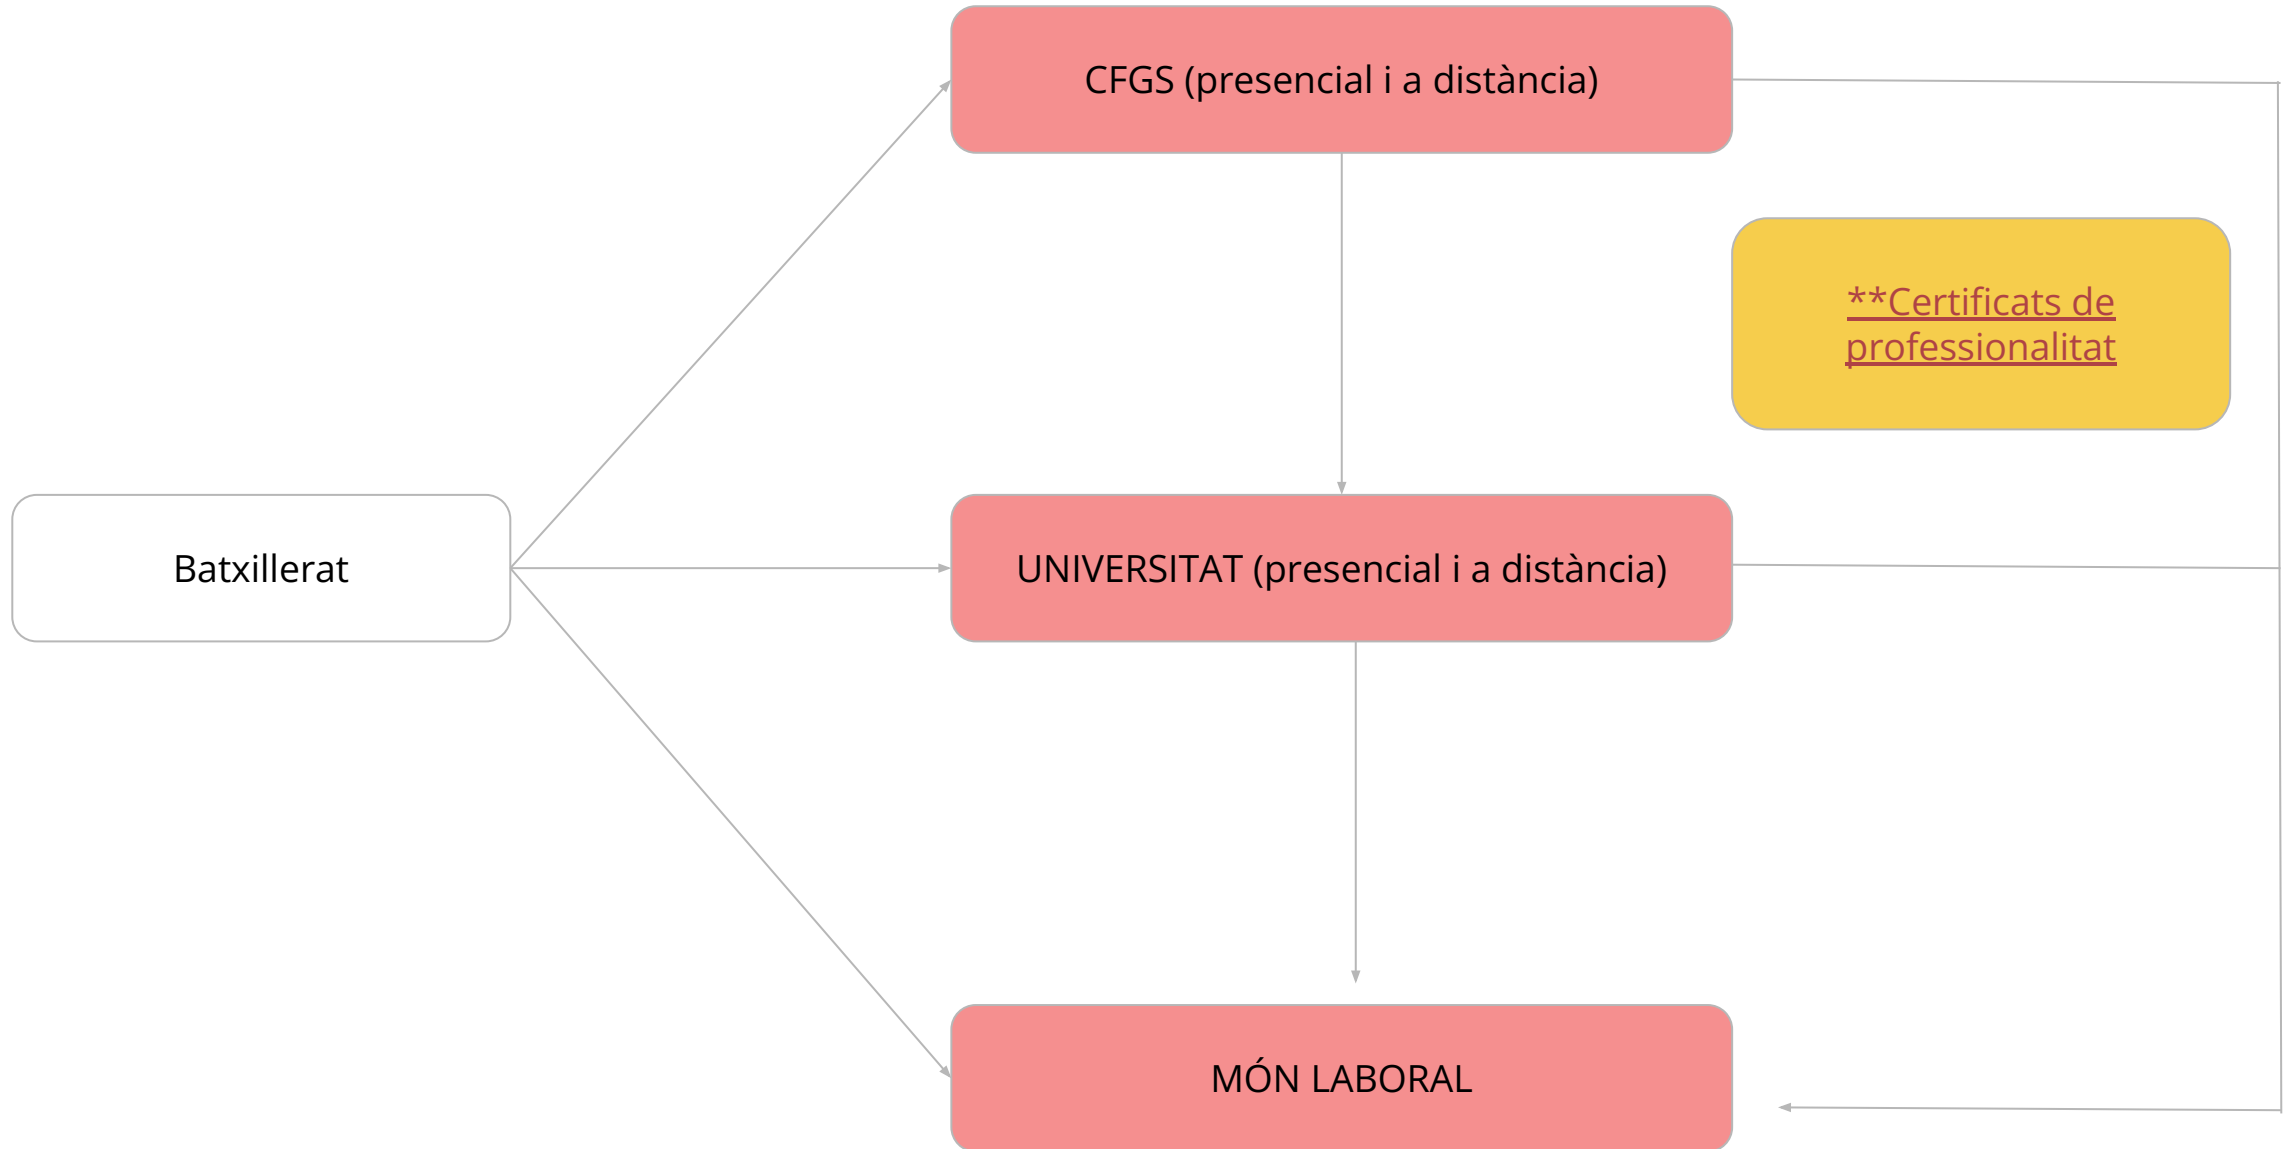 CFGS (presencial i a distància)
**Certificats de
professionalitat
Batxillerat
UNIVERSITAT (presencial i a distància)
MÓN LABORAL